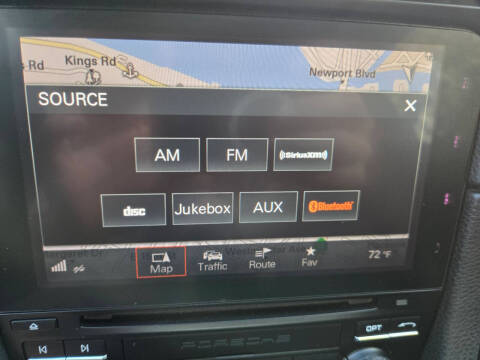 Kings Rd
Rd
Newport Blvd
SOURCE
AM FM ((SiriusXM))
disc Jukebox AUX Bluetooth
Map Traffic Route Fav
72 °F
OPT
PORSCHE